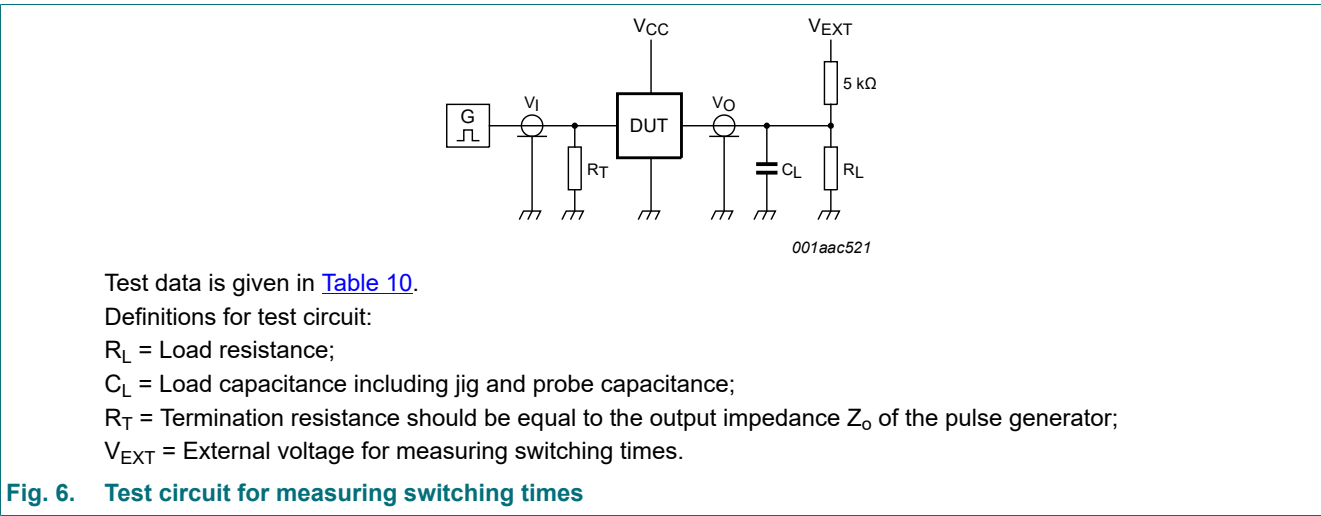 VCC
VEXT
5 kΩ
G
VI
DUT
VO
RT
CL
RL
001aac521
Test data is given in Table 10.
Definitions for test circuit:
RL = Load resistance;
CL = Load capacitance including jig and probe capacitance;
RT = Termination resistance should be equal to the output impedance Zo of the pulse generator;
VEXT = External voltage for measuring switching times.
Fig. 6. Test circuit for measuring switching times